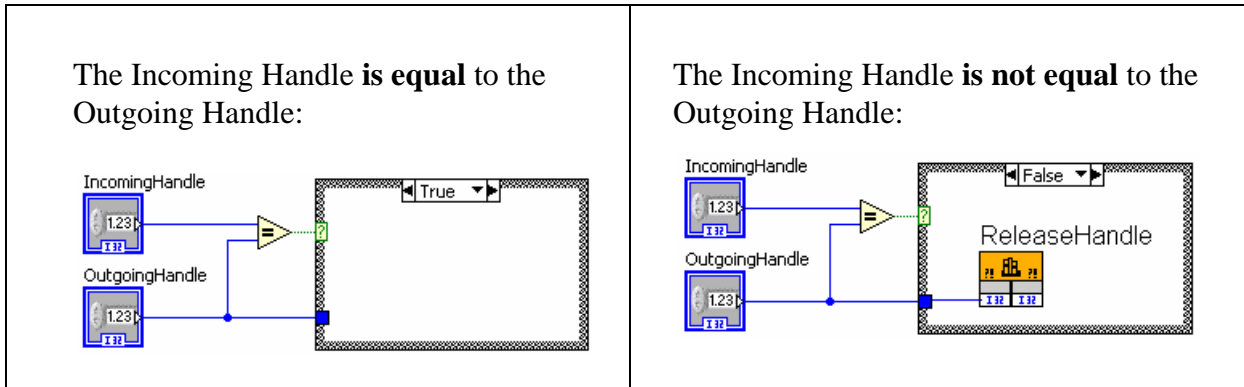 The Incoming Handle is equal to the
Outgoing Handle:
IncomingHandle
1.23
I32
True
=
?
OutgoingHandle
1.23
I32
The Incoming Handle is not equal to the
Outgoing Handle:
IncomingHandle
1.23
I32
False
=
?
ReleaseHandle
?! ?!
I32 I32
OutgoingHandle
1.23
I32